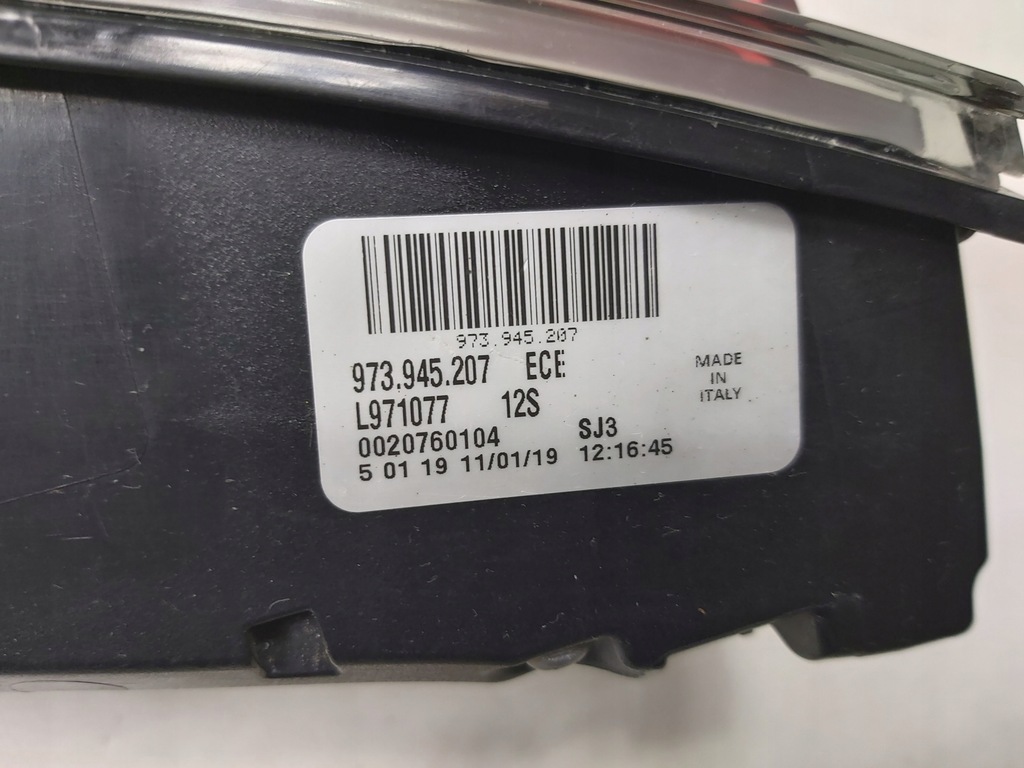 973.945.207
973.945.207 ECE
L971077 12S
0020760104 SJ3
5 01 19 11/01/19 12:16:45
MADE
IN
ITALY